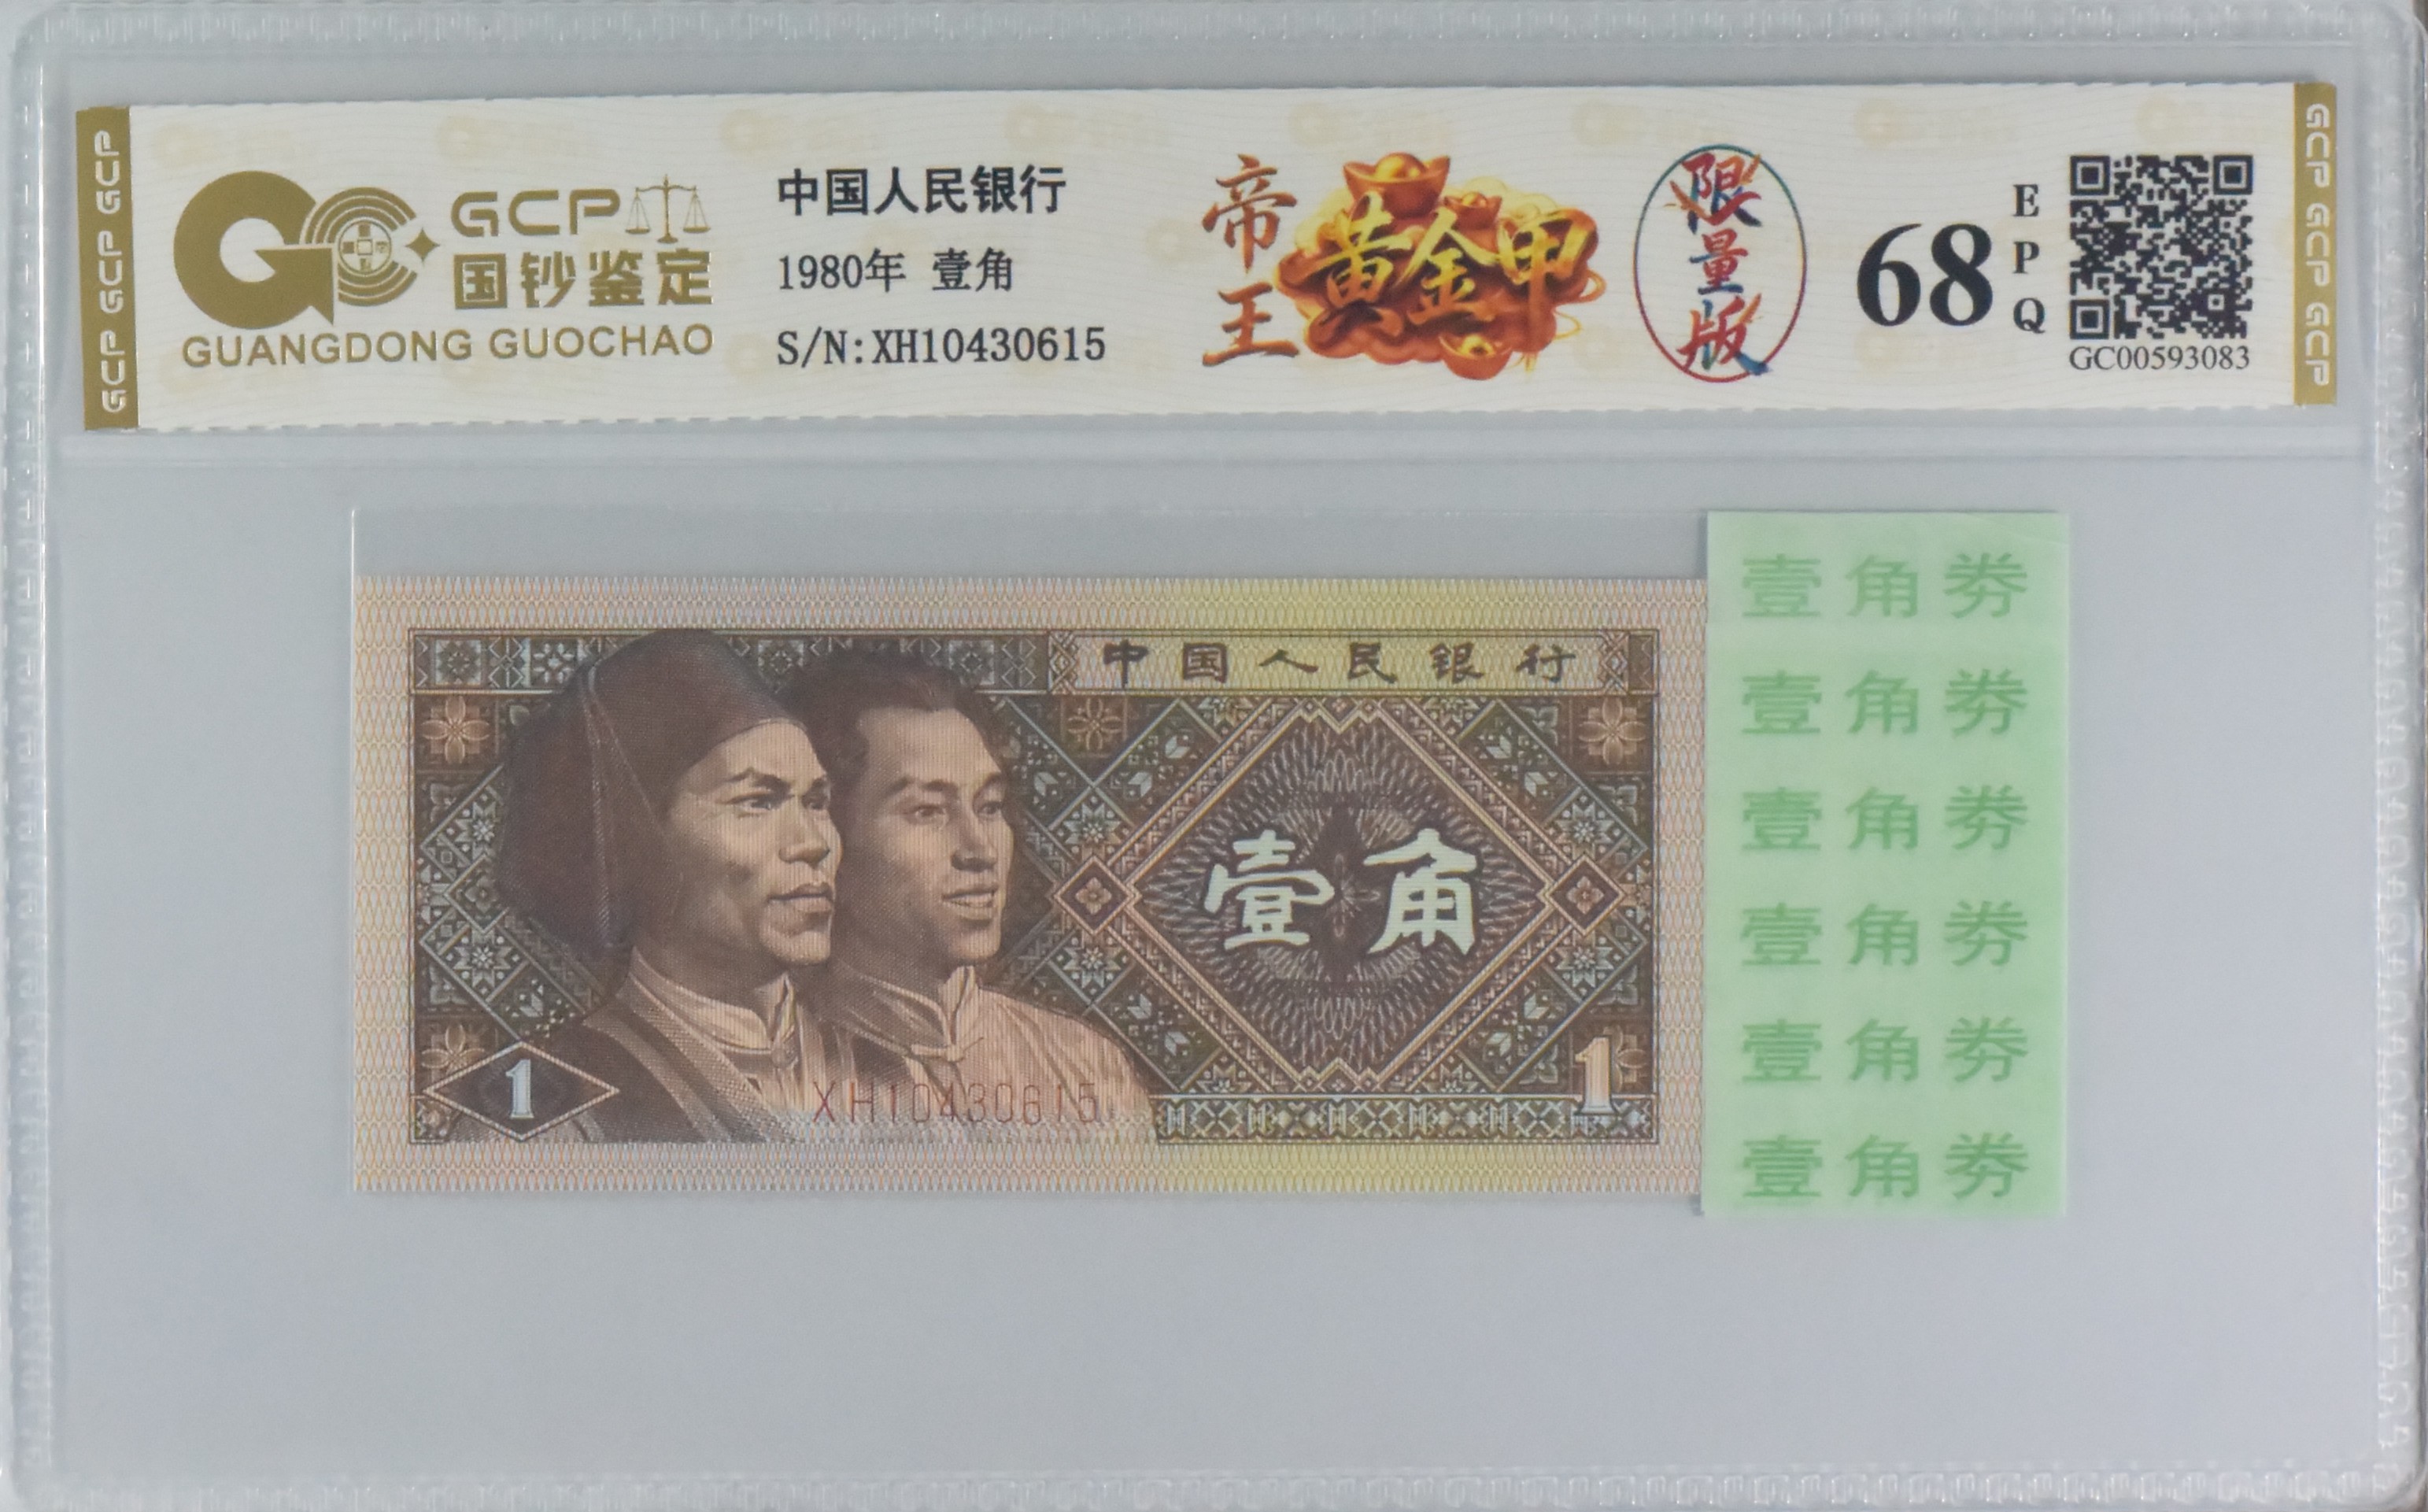 GCP GCP GCP
GCP
国钞鉴定
GUANGDONG GUOCHAO
中国人民银行
1980年 壹角
S/N:XH10430615
帝王
黄金甲
限量版
68
EPQ
GC00593083
GCP GCP GCP
中国人民银行
壹角
1
XH10430615
1
壹角券
壹角券
壹角券
壹角券
壹角券
壹角券